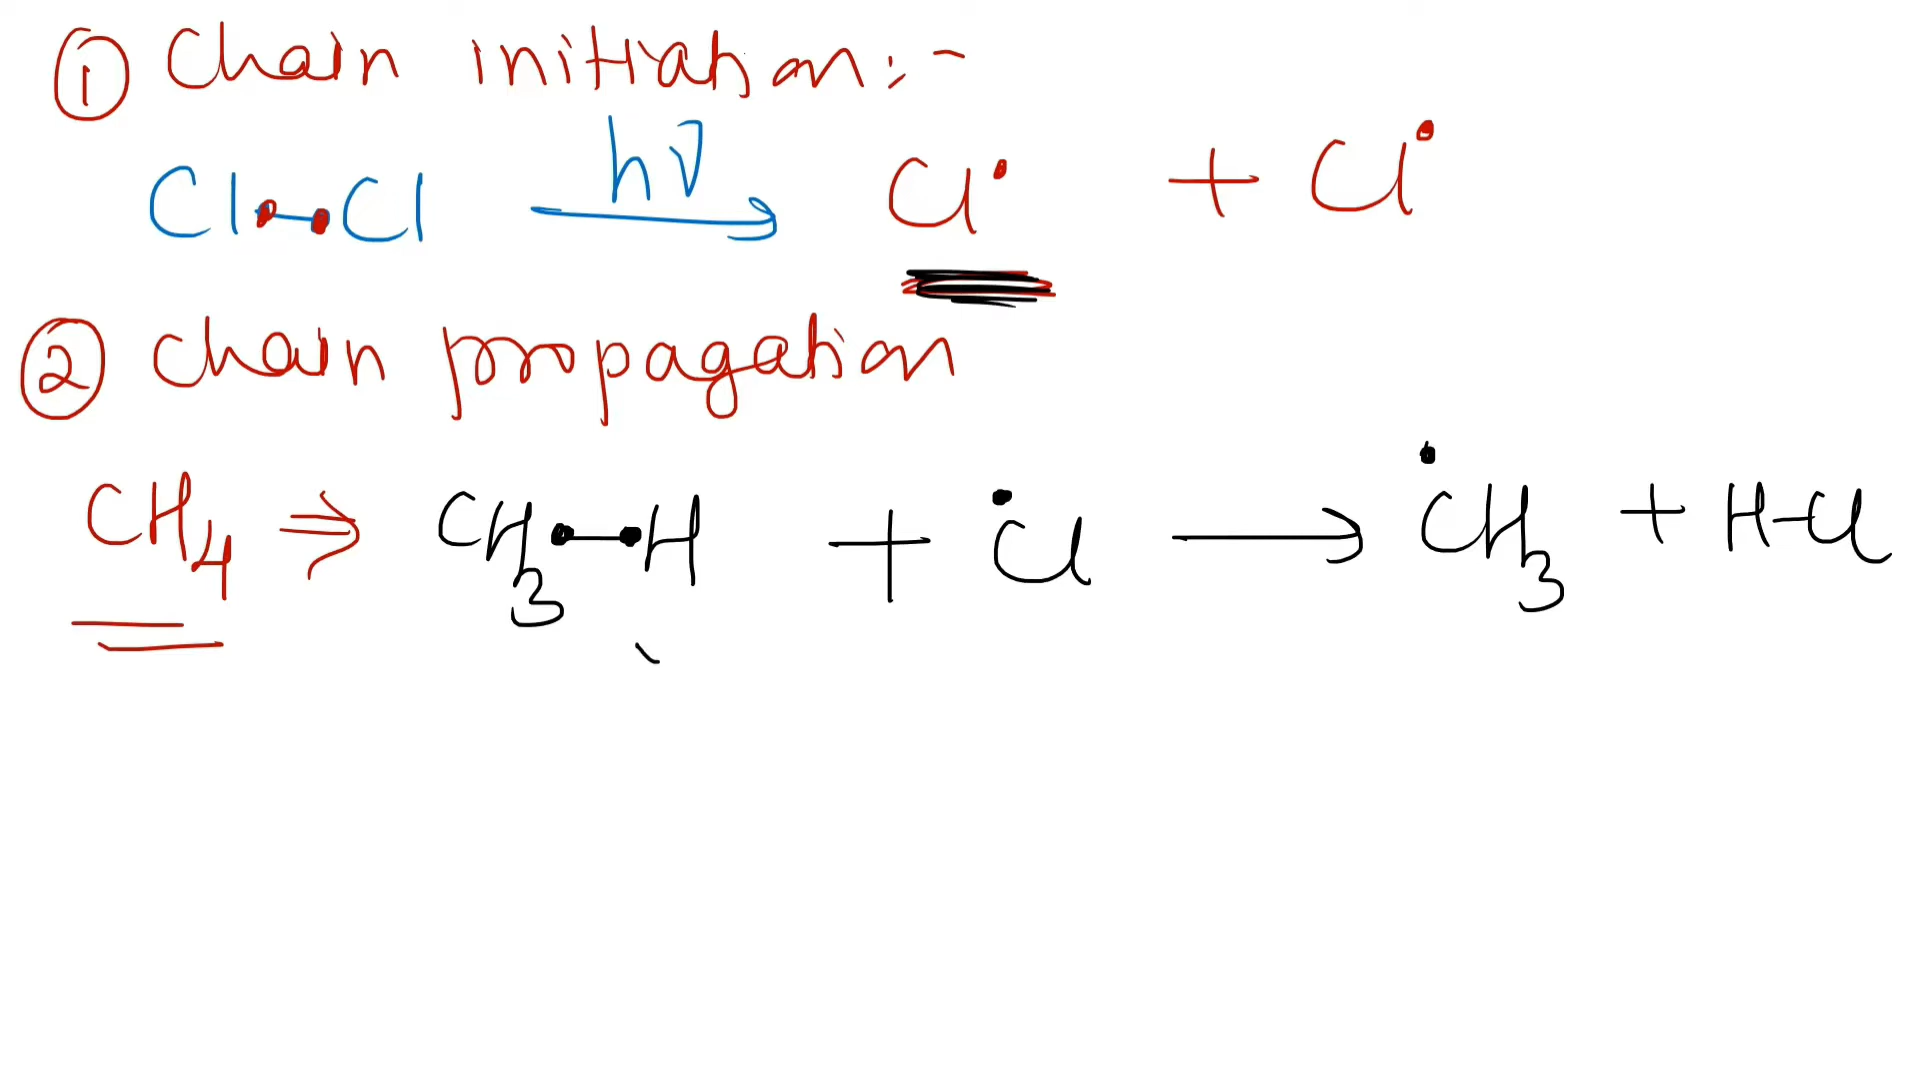 ① Chain initiation:-
Cl–Cl hν→ Cl• + Cl•
② Chain propagation
CH₄ ⇒ CH₃•–•H + •Cl → •CH₃ + H–Cl